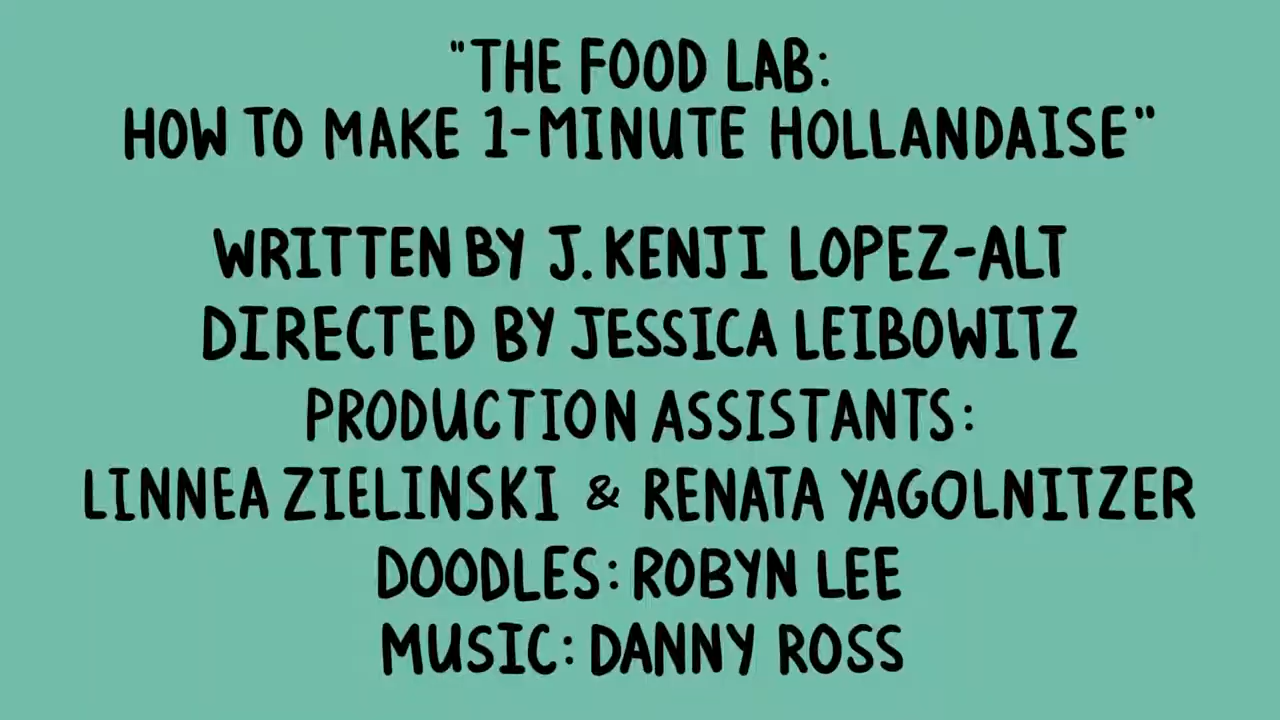 "THE FOOD LAB:
HOW TO MAKE 1-MINUTE HOLLANDAISE"
WRITTEN BY J. KENJI LOPEZ-ALT
DIRECTED BY JESSICA LEIBOWITZ
PRODUCTION ASSISTANTS:
LINNEA ZIELINSKI & RENATA YAGOLNITZER
DOODLES: ROBYN LEE
MUSIC: DANNY ROSS